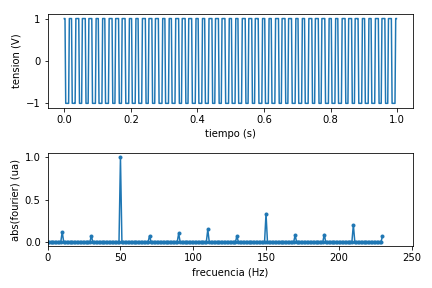 1
0
−1
tension (V)
0.0 0.2 0.4 0.6 0.8 1.0
tiempo (s)
1.0
0.5
0.0
abs(fourier) (ua)
0 50 100 150 200 250
frecuencia (Hz)